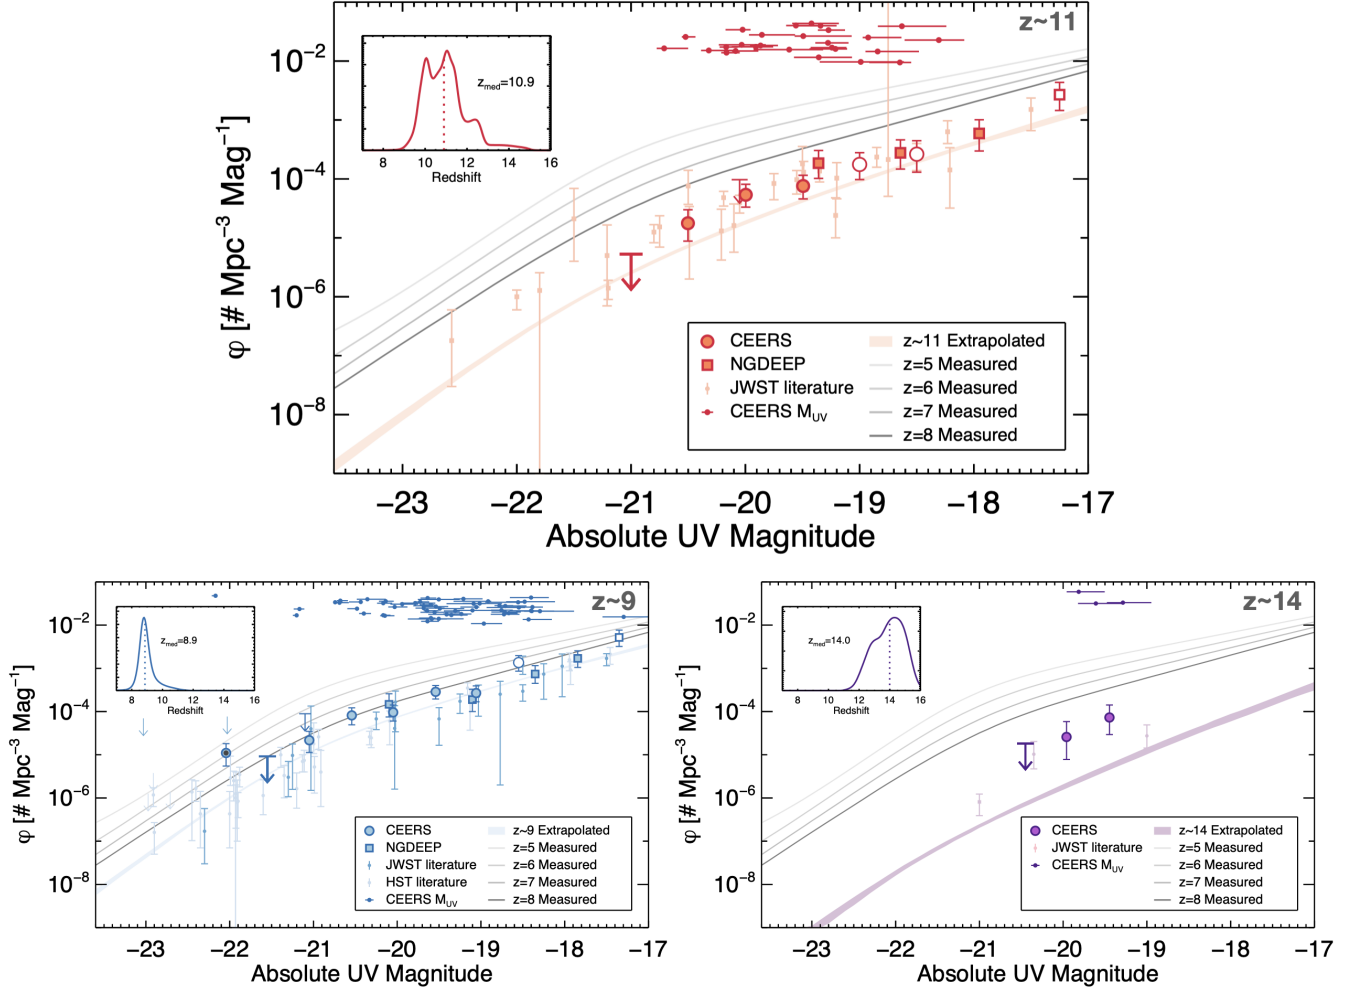 z~11
z_med=10.9
8 10 12 14 16
Redshift
10⁻²
10⁻⁴
10⁻⁶
10⁻⁸
φ [# Mpc⁻³ Mag⁻¹]
CEERS
NGDEEP
JWST literature
CEERS M_UV
z~11 Extrapolated
z=5 Measured
z=6 Measured
z=7 Measured
z=8 Measured
−23 −22 −21 −20 −19 −18 −17
Absolute UV Magnitude
z~9
z_med=8.9
8 10 12 14 16
Redshift
10⁻²
10⁻⁴
10⁻⁶
10⁻⁸
φ [# Mpc⁻³ Mag⁻¹]
CEERS
NGDEEP
JWST literature
HST literature
CEERS M_UV
z~9 Extrapolated
z=5 Measured
z=6 Measured
z=7 Measured
z=8 Measured
−23 −22 −21 −20 −19 −18 −17
Absolute UV Magnitude
z~14
z_med=14.0
8 10 12 14 16
Redshift
10⁻²
10⁻⁴
10⁻⁶
10⁻⁸
φ [# Mpc⁻³ Mag⁻¹]
CEERS
JWST literature
CEERS M_UV
z~14 Extrapolated
z=5 Measured
z=6 Measured
z=7 Measured
z=8 Measured
−23 −22 −21 −20 −19 −18 −17
Absolute UV Magnitude